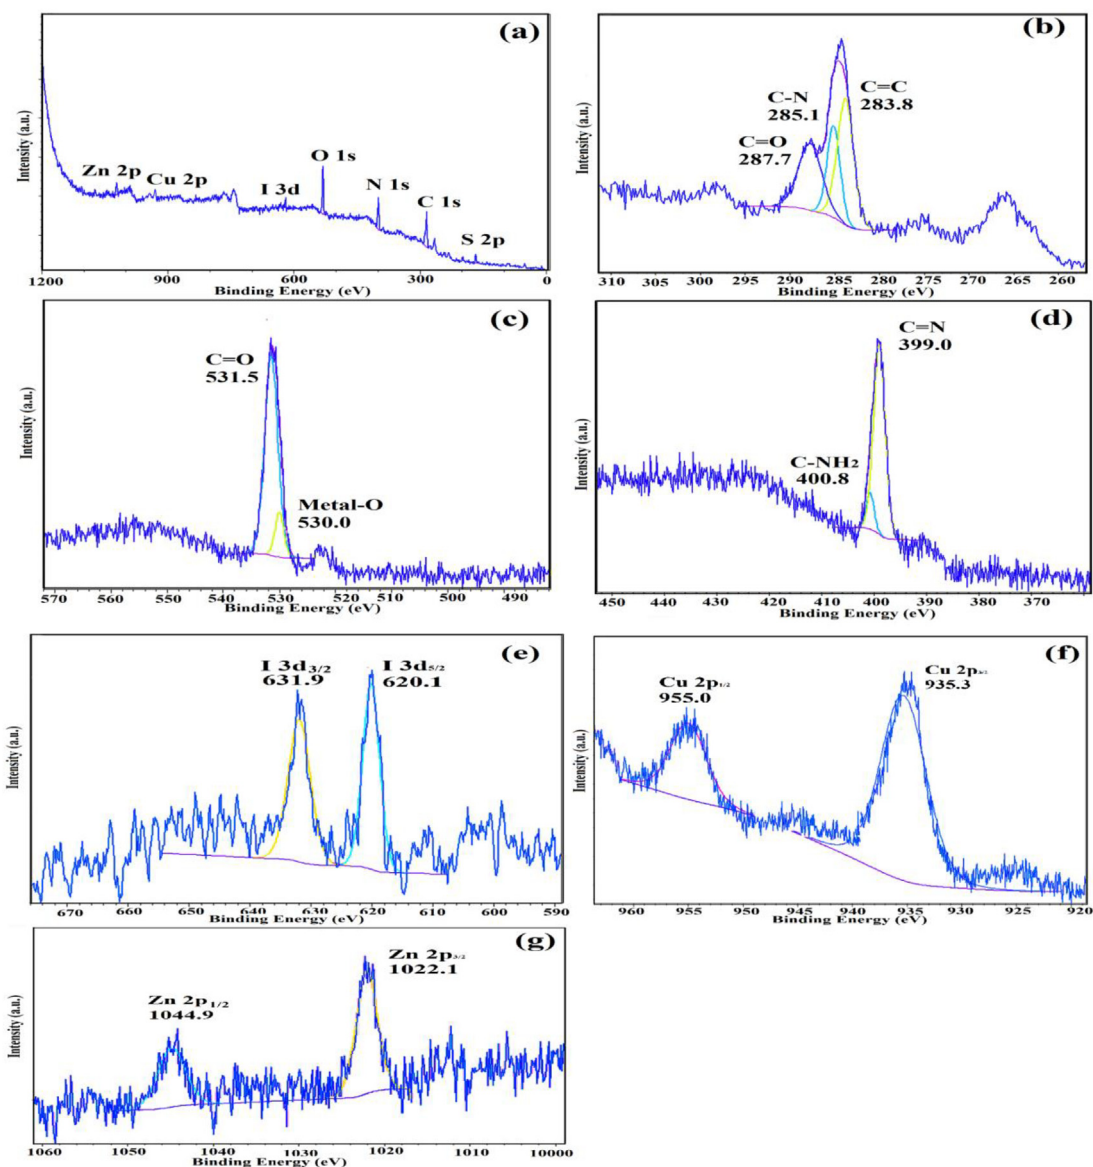 (a)
Intensity (a.u.)
Zn 2p
Cu 2p
I 3d
O 1s
N 1s
C 1s
S 2p
1200 900 600 300 0
Binding Energy (eV)
(b)
Intensity (a.u.)
C=C
283.8
C-N
285.1
C=O
287.7
310 305 300 295 290 285 280 275 270 265 260
Binding Energy (eV)
(c)
Intensity (a.u.)
C=O
531.5
Metal-O
530.0
570 560 550 540 530 520 510 500 490
Binding Energy (eV)
(d)
Intensity (a.u.)
C=N
399.0
C-NH2
400.8
450 440 430 420 410 400 390 380 370
Binding Energy (eV)
(e)
Intensity (a.u.)
I 3d3/2
631.9
I 3d5/2
620.1
670 660 650 640 630 620 610 600 590
Binding Energy (eV)
(f)
Intensity (a.u.)
Cu 2p1/2
955.0
Cu 2p3/2
935.3
960 955 950 945 940 935 930 925 920
Binding Energy (eV)
(g)
Intensity (a.u.)
Zn 2p1/2
1044.9
Zn 2p3/2
1022.1
1060 1050 1040 1030 1020 10000
Binding Energy (eV)